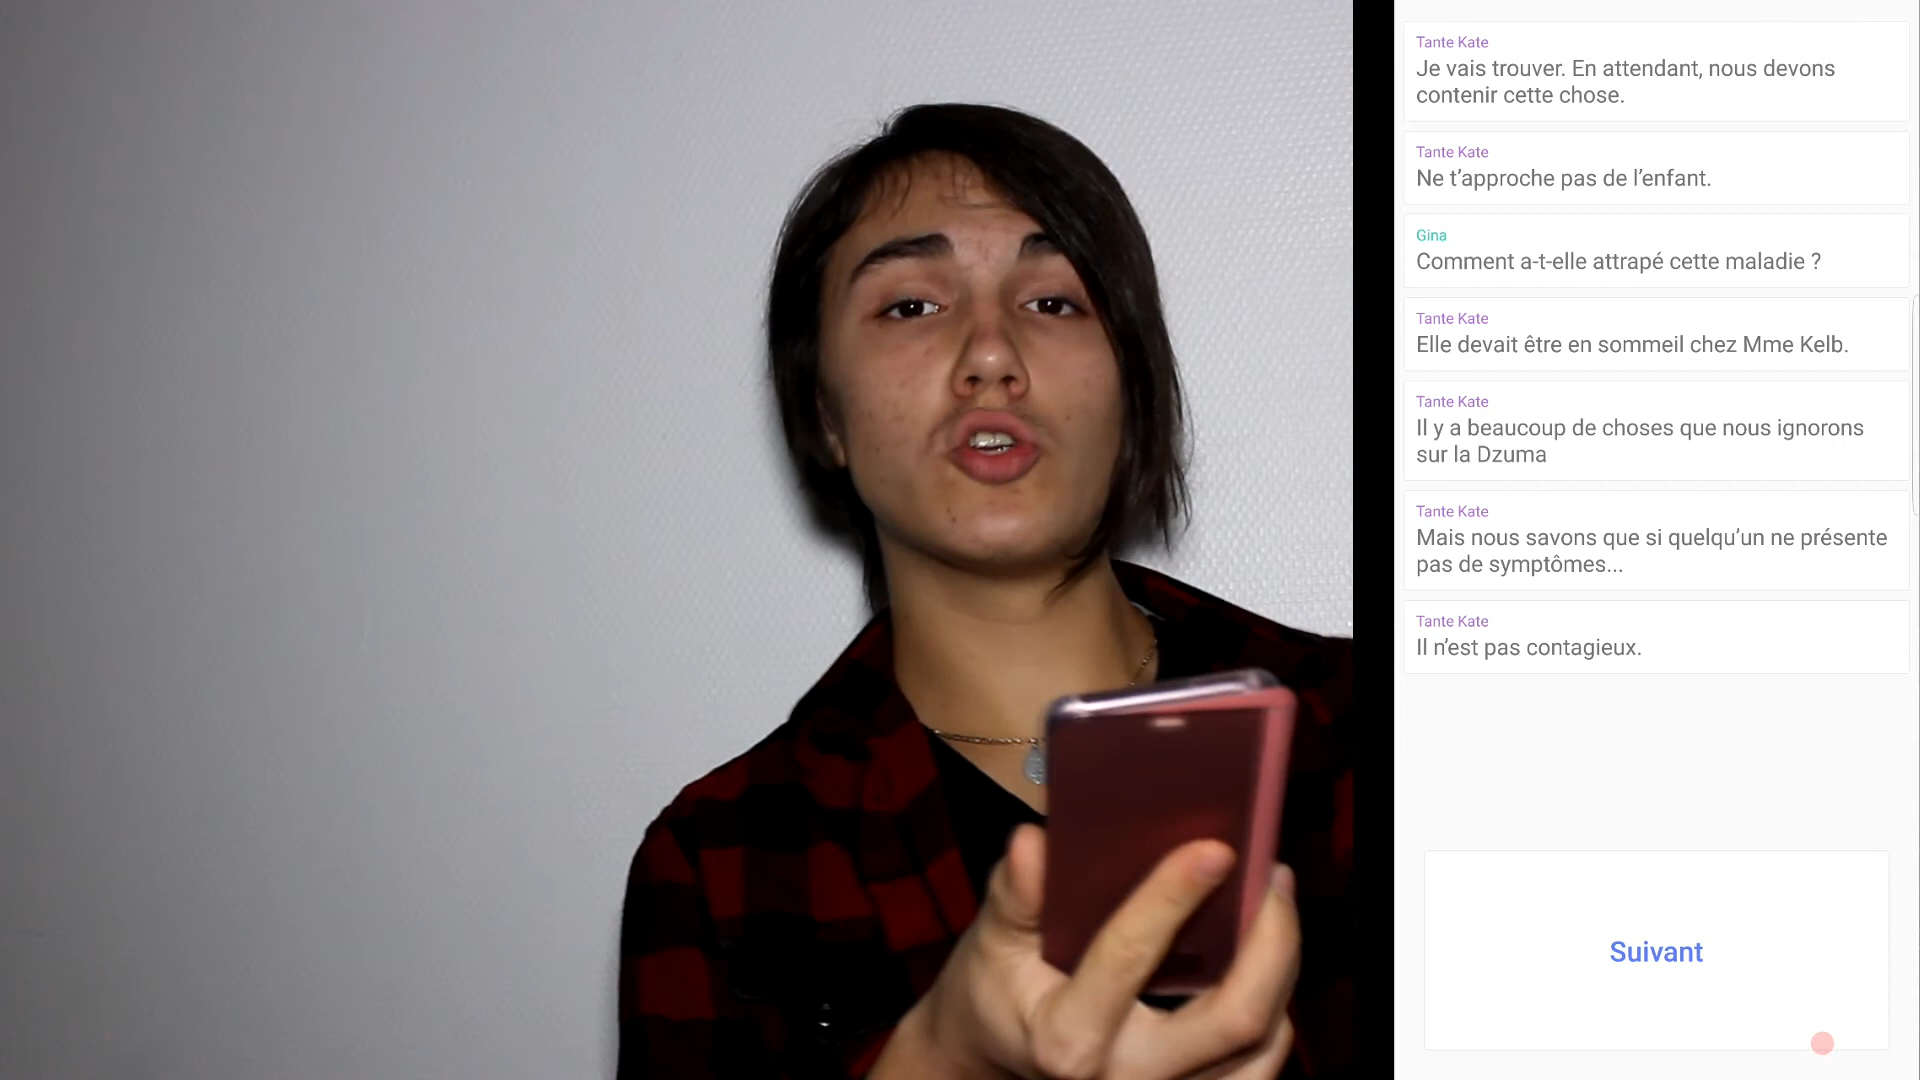 Tante Kate
Je vais trouver. En attendant, nous devons
contenir cette chose.
Tante Kate
Ne t’approche pas de l’enfant.
Gina
Comment a-t-elle attrapé cette maladie ?
Tante Kate
Elle devait être en sommeil chez Mme Kelb.
Tante Kate
Il y a beaucoup de choses que nous ignorons
sur la Dzuma
Tante Kate
Mais nous savons que si quelqu’un ne présente
pas de symptômes...
Tante Kate
Il n’est pas contagieux.
Suivant